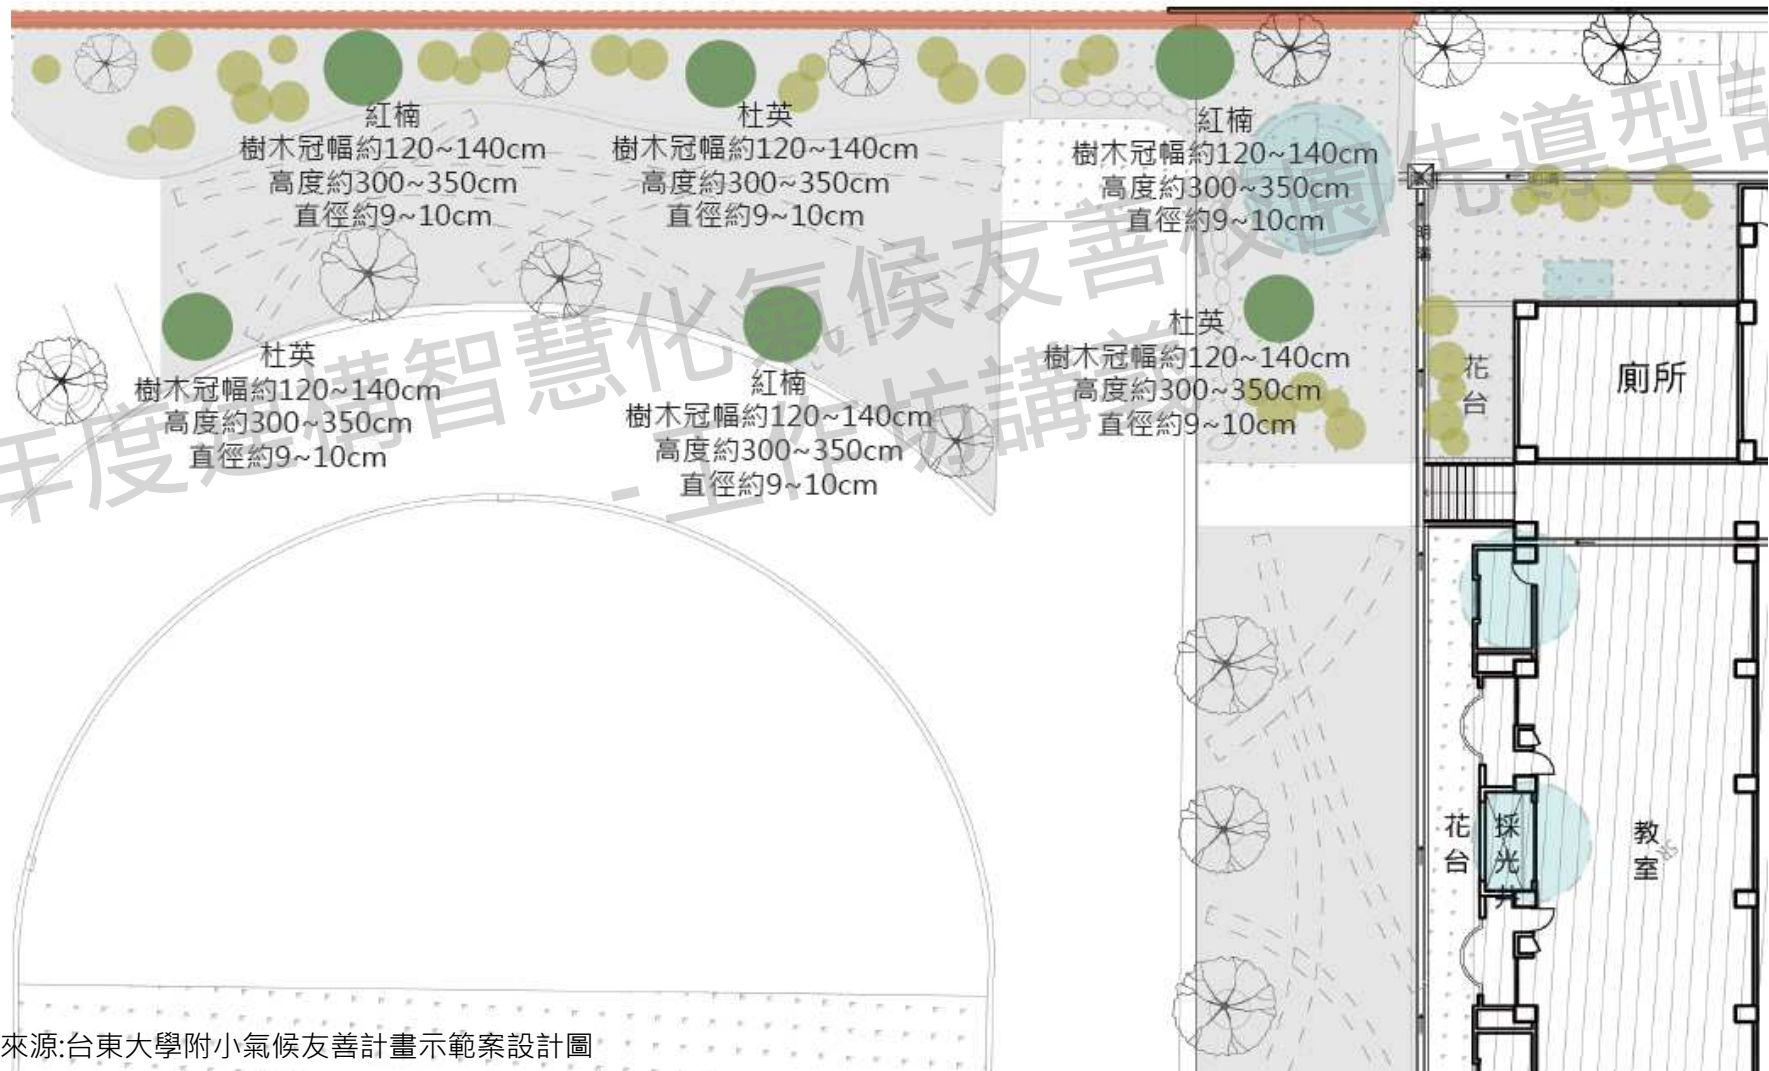 紅楠
樹木冠幅約120~140cm
高度約300~350cm
直徑約9~10cm
杜英
樹木冠幅約120~140cm
高度約300~350cm
直徑約9~10cm
紅楠
樹木冠幅約120~140cm
高度約300~350cm
直徑約9~10cm
杜英
樹木冠幅約120~140cm
高度約300~350cm
直徑約9~10cm
紅楠
樹木冠幅約120~140cm
高度約300~350cm
直徑約9~10cm
杜英
樹木冠幅約120~140cm
高度約300~350cm
直徑約9~10cm
花台
廁所
花台
採光井
教室
SR
年度建構智慧化氣候友善校園先導型計
-工作坊講義
來源:台東大學附小氣候友善計畫示範案設計圖